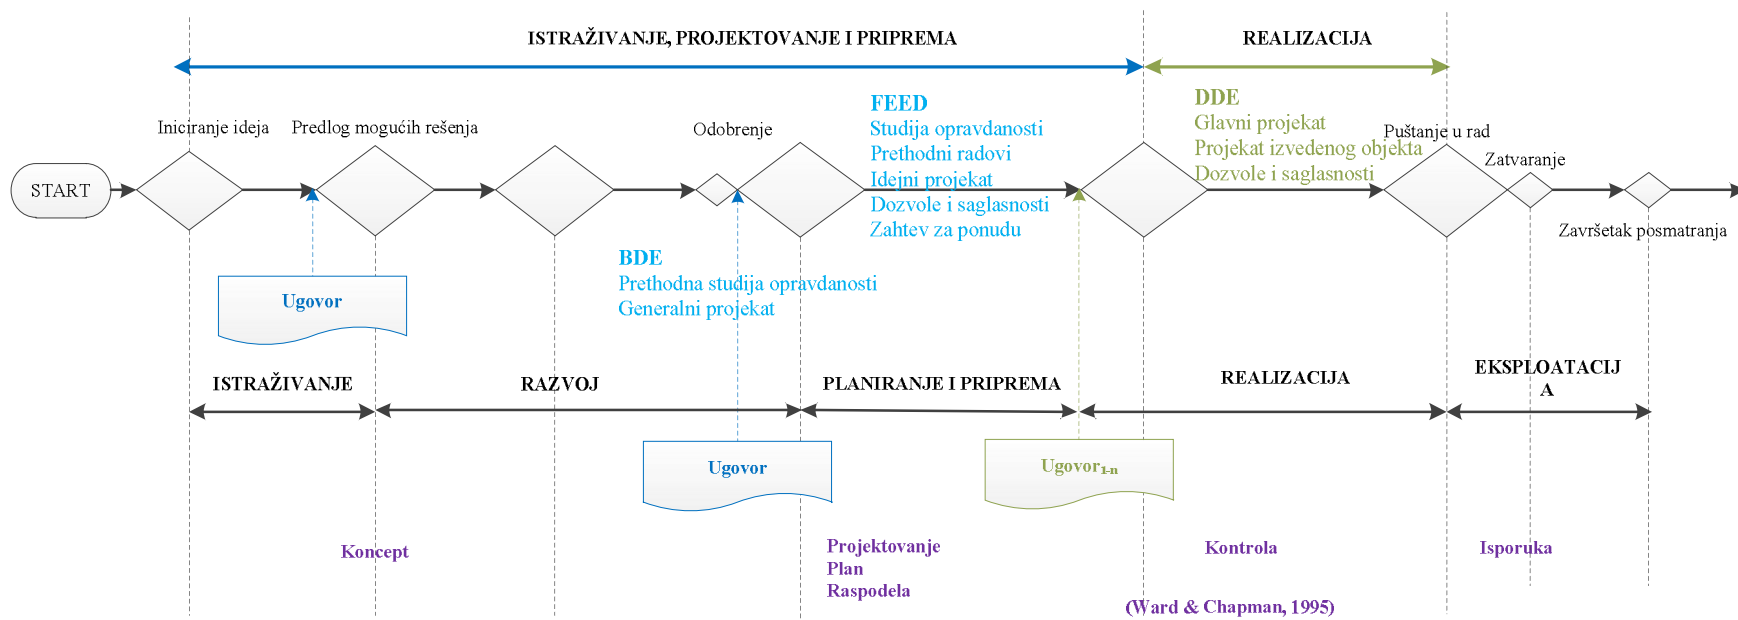 ISTRAŽIVANJE, PROJEKTOVANJE I PRIPREMA
REALIZACIJA
FEED
Studija opravdanosti
Prethodni radovi
Idejni projekat
Dozvole i saglasnosti
Zahtev za ponudu
DDE
Glavni projekat
Projekat izvedenog objekta
Dozvole i saglasnosti
Iniciranje ideja
Predlog mogućih rešenja
Odobrenje
Puštanje u rad
Zatvaranje
START
Završetak posmatranja
BDE
Prethodna studija opravdanosti
Generalni projekat
Ugovor
ISTRAŽIVANJE
RAZVOJ
PLANIRANJE I PRIPREMA
REALIZACIJA
EKSPLOATACIJ
A
Ugovor
Ugovor1-n
Koncept
Projektovanje
Plan
Raspodela
Kontrola
Isporuka
(Ward & Chapman, 1995)